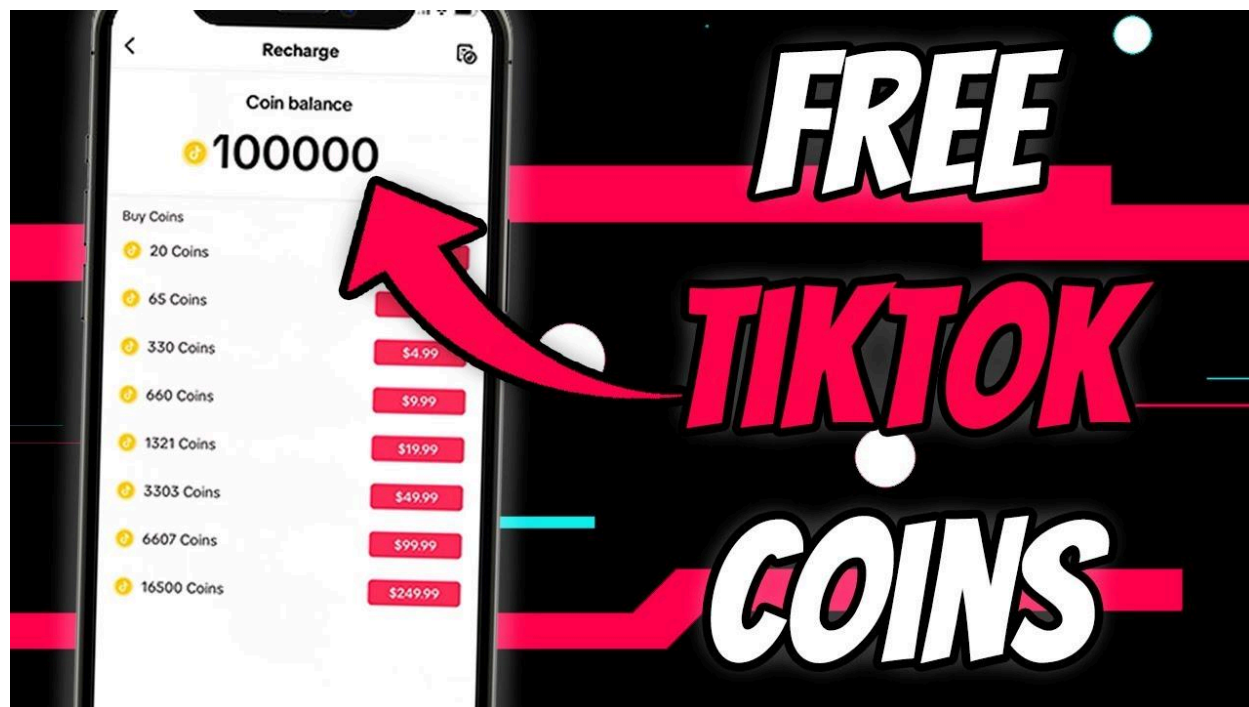 Recharge
Coin balance
100000
Buy Coins
20 Coins
65 Coins
330 Coins
$4.99
660 Coins
$9.99
1321 Coins
$19.99
3303 Coins
$49.99
6607 Coins
$99.99
16500 Coins
$249.99
FREE
TIKTOK
COINS